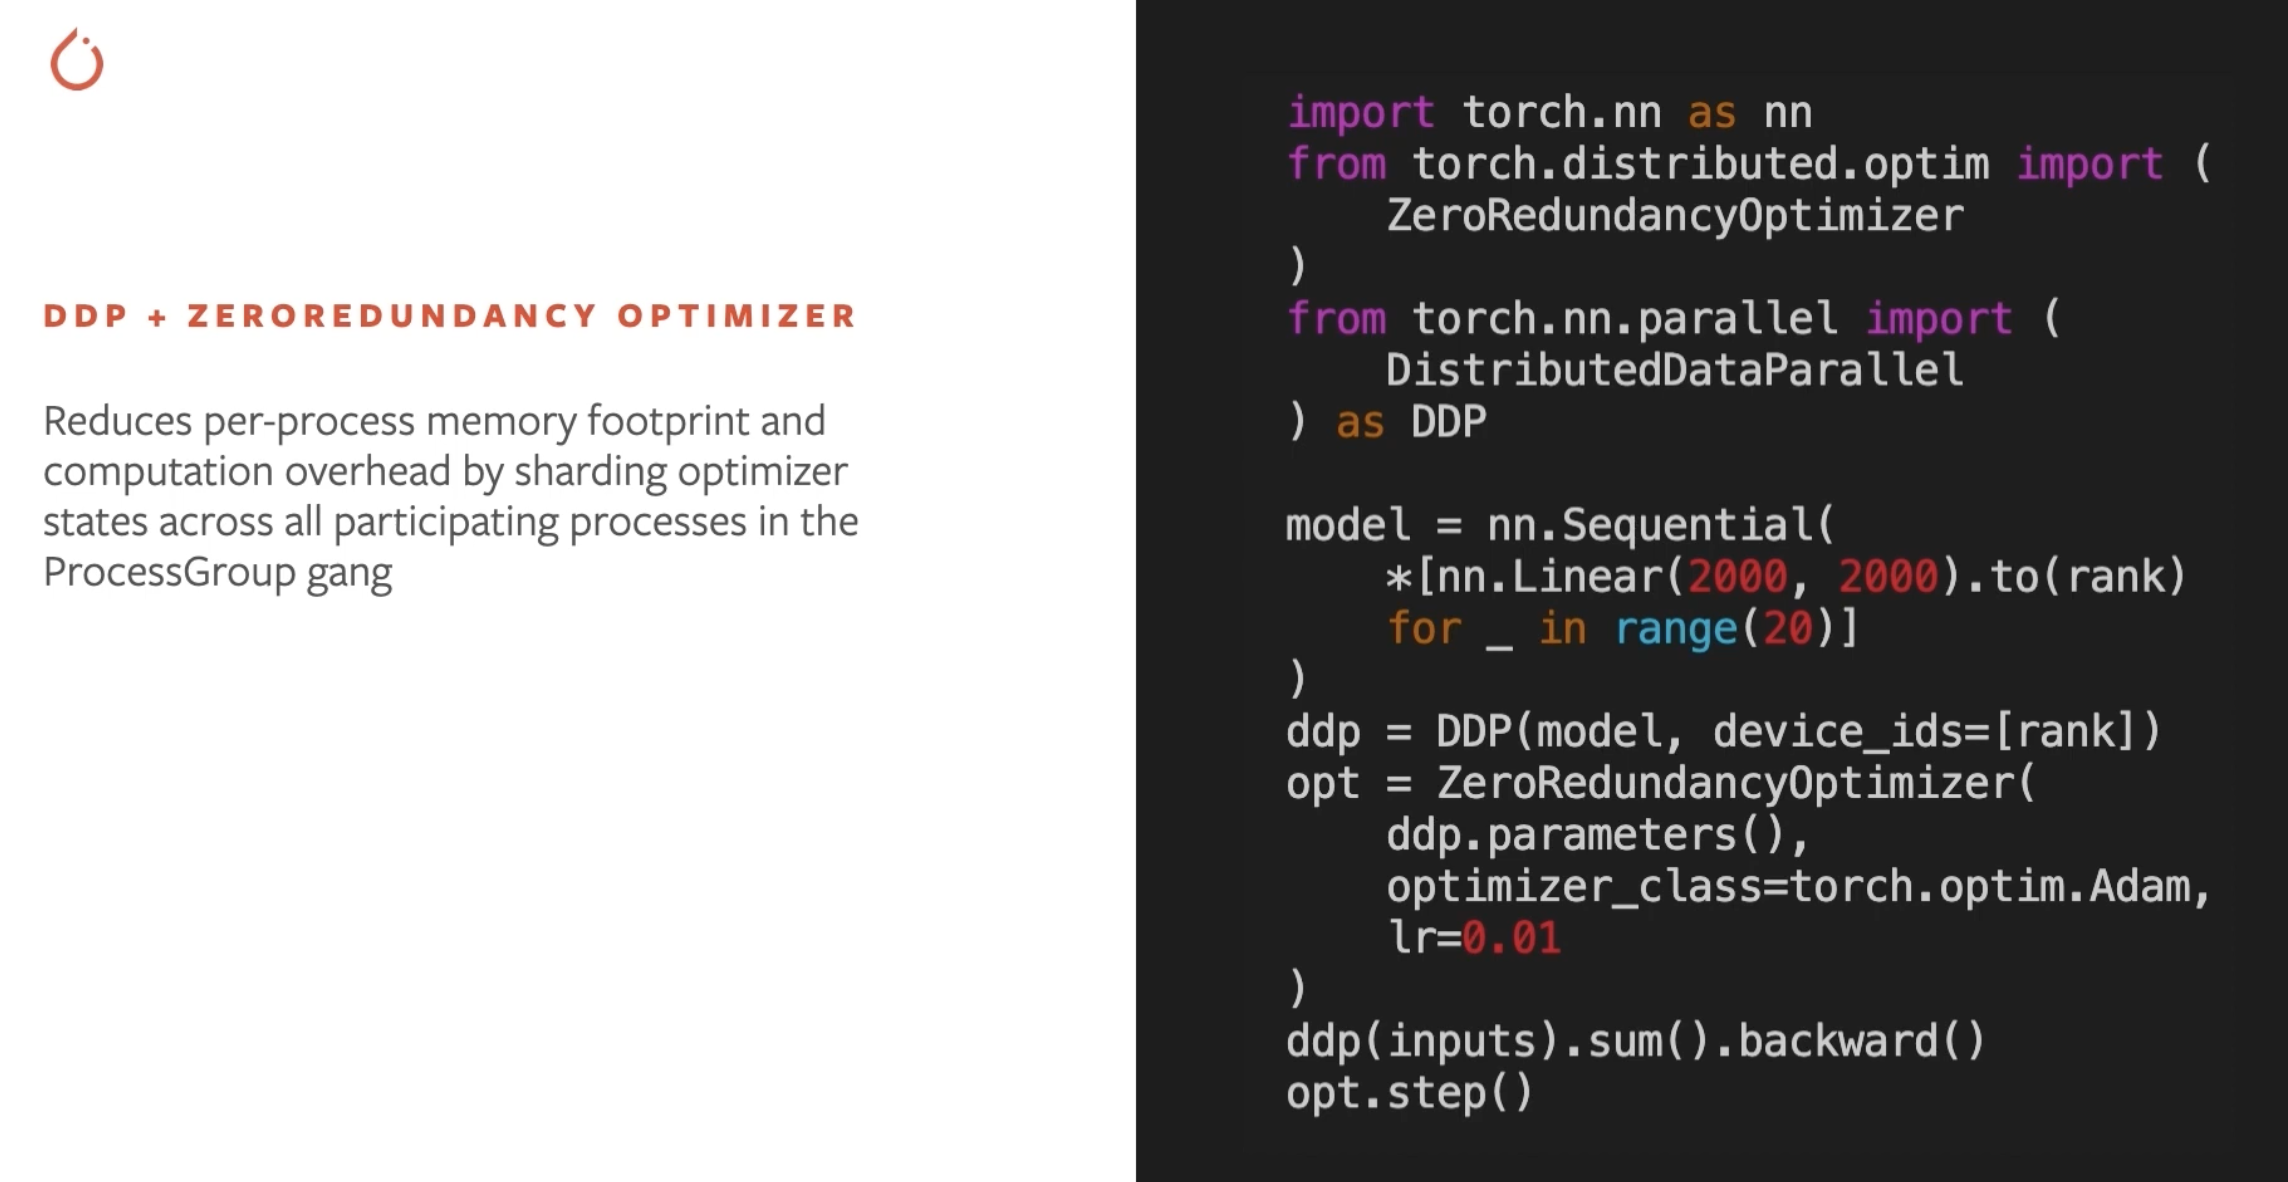 DDP + ZEROREDUNDANCY OPTIMIZER
Reduces per-process memory footprint and
computation overhead by sharding optimizer
states across all participating processes in the
ProcessGroup gang
import torch.nn as nn
from torch.distributed.optim import (
    ZeroRedundancyOptimizer
)
from torch.nn.parallel import (
    DistributedDataParallel
) as DDP

model = nn.Sequential(
    *[nn.Linear(2000, 2000).to(rank)
    for _ in range(20)]
)
ddp = DDP(model, device_ids=[rank])
opt = ZeroRedundancyOptimizer(
    ddp.parameters(),
    optimizer_class=torch.optim.Adam,
    lr=0.01
)
ddp(inputs).sum().backward()
opt.step()